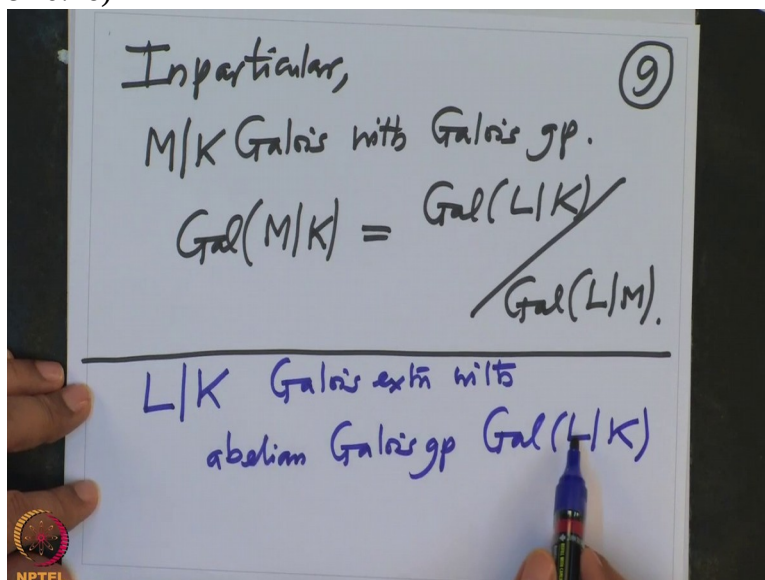 In particular,
9
M|K Galois with Galois gp.
Gal(M|K) = Gal(L|K) / Gal(L|M).
L|K Galois extn with
abelian Galois gp Gal(L|K)
NPTEL